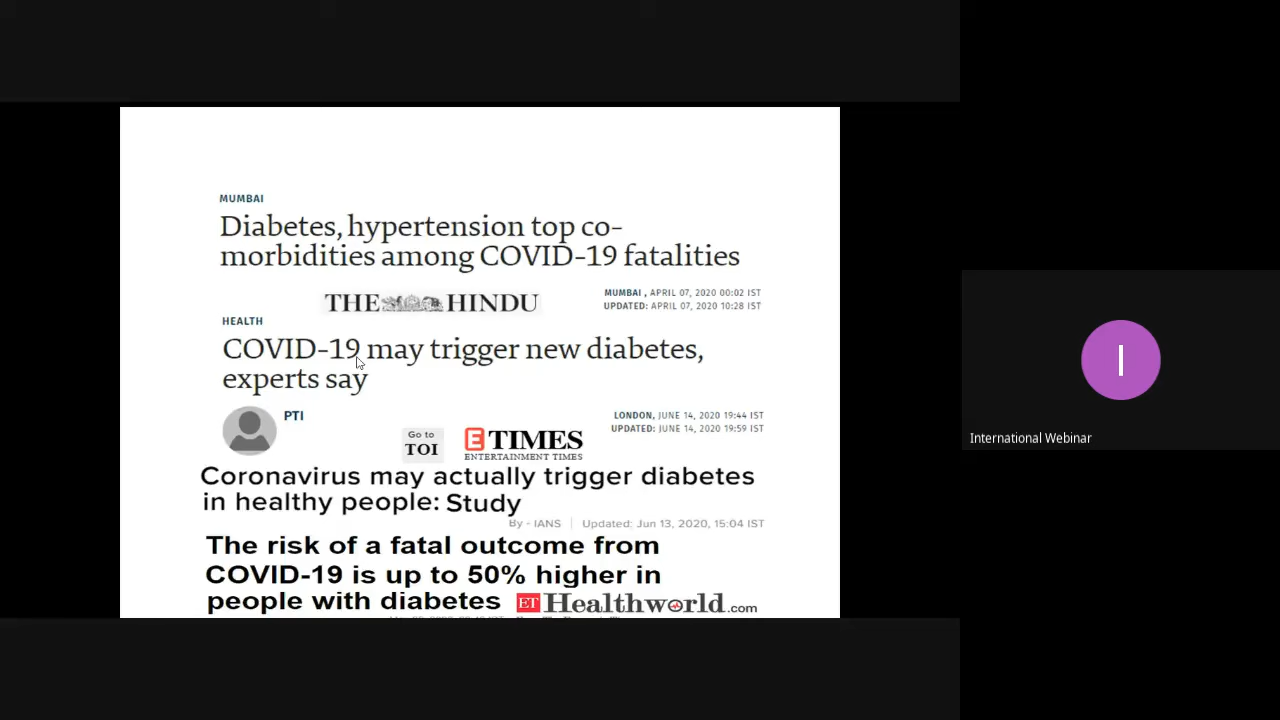 MUMBAI
Diabetes, hypertension top co-
morbidities among COVID-19 fatalities
THE HINDU
MUMBAI , APRIL 07, 2020 00:02 IST
UPDATED: APRIL 07, 2020 10:28 IST
HEALTH
COVID-19 may trigger new diabetes,
experts say
PTI
LONDON, JUNE 14, 2020 19:44 IST
UPDATED: JUNE 14, 2020 19:59 IST
Go to
TOI
E TIMES
ENTERTAINMENT TIMES
Coronavirus may actually trigger diabetes
in healthy people: Study
By - IANS | Updated: Jun 13, 2020, 15:04 IST
The risk of a fatal outcome from
COVID-19 is up to 50% higher in
people with diabetes
ET Healthworld.com
I
International Webinar